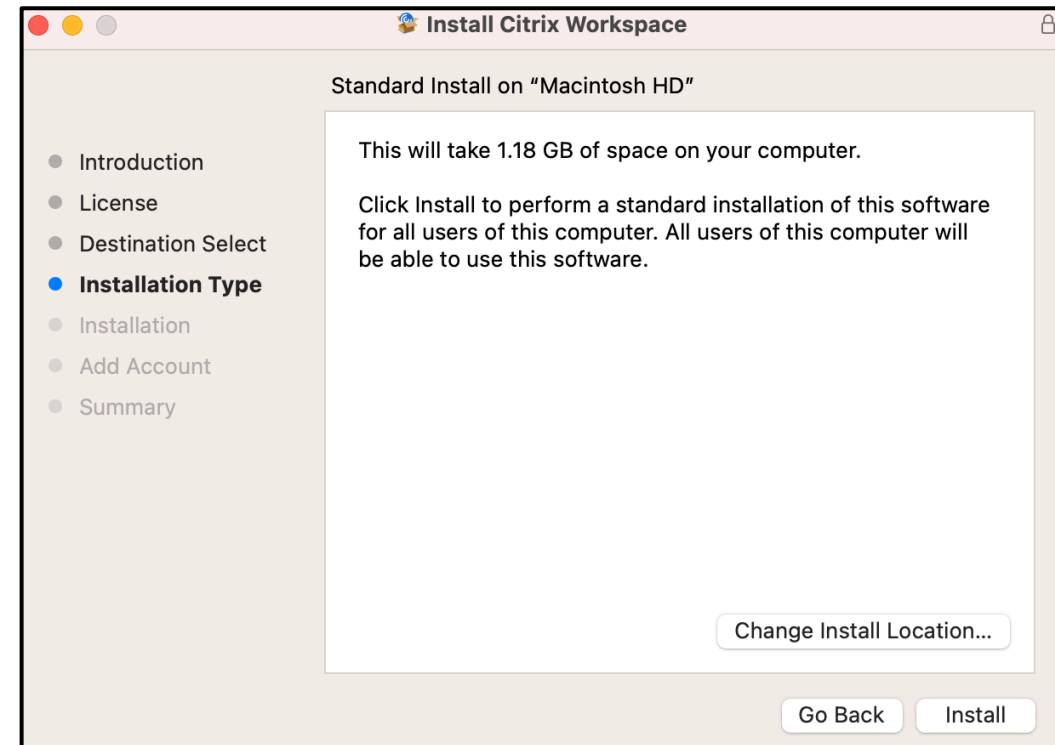 Install Citrix Workspace
Standard Install on “Macintosh HD”
Introduction
License
Destination Select
Installation Type
Installation
Add Account
Summary
This will take 1.18 GB of space on your computer.
Click Install to perform a standard installation of this software
for all users of this computer. All users of this computer will
be able to use this software.
Change Install Location...
Go Back
Install